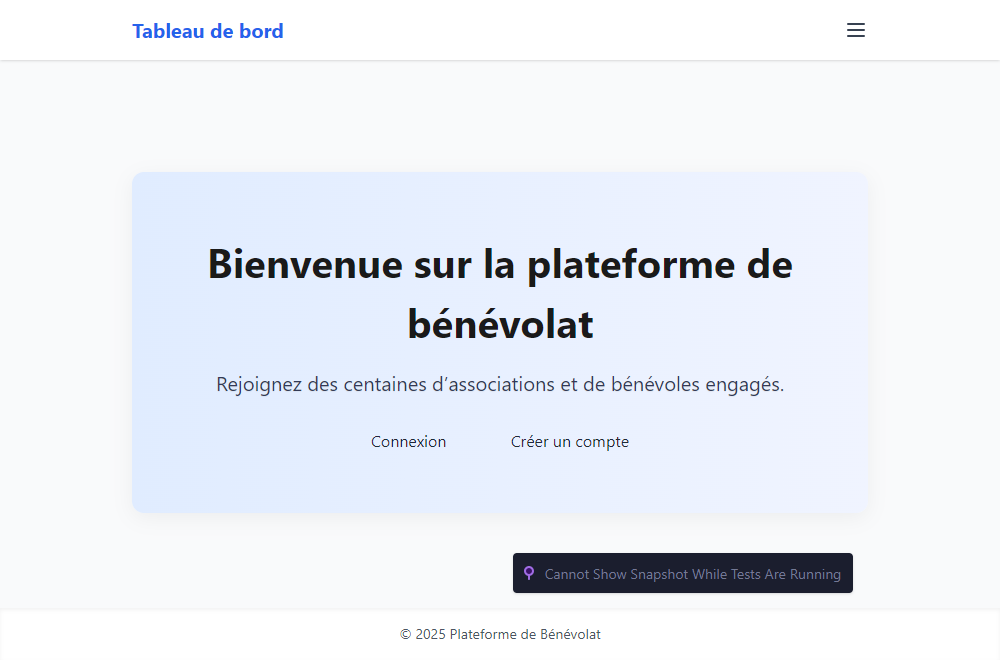 Tableau de bord
Bienvenue sur la plateforme de
bénévolat
Rejoignez des centaines d’associations et de bénévoles engagés.
Connexion Créer un compte
Cannot Show Snapshot While Tests Are Running
© 2025 Plateforme de Bénévolat